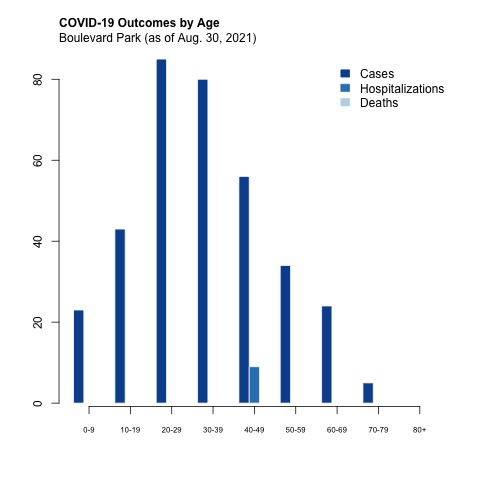 COVID-19 Outcomes by Age
Boulevard Park (as of Aug. 30, 2021)
Cases
Hospitalizations
Deaths
80
60
40
20
0
0-9 10-19 20-29 30-39 40-49 50-59 60-69 70-79 80+